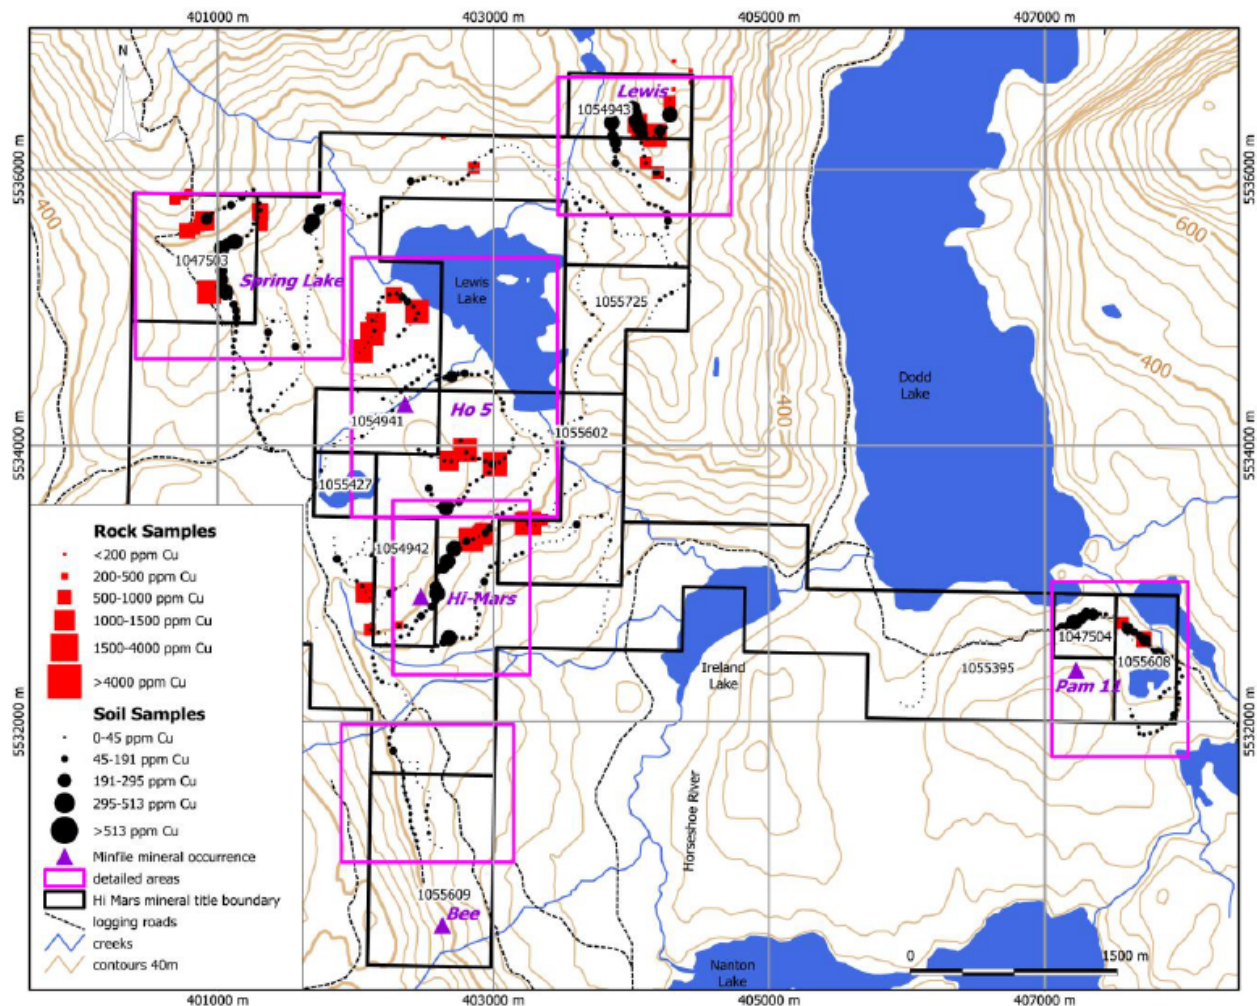 401000 m
403000 m
405000 m
407000 m
N
Lewis
1054943
5536000 m
5536000 m
400
600
1047503
Spring Lake
Lewis
Lake
1055725
400
400
Dodd
Lake
Ho 5
1054941
1055602
5534000 m
5534000 m
1055427
Rock Samples
<200 ppm Cu
200-500 ppm Cu
500-1000 ppm Cu
1000-1500 ppm Cu
1500-4000 ppm Cu
>4000 ppm Cu
Soil Samples
0-45 ppm Cu
45-191 ppm Cu
191-295 ppm Cu
295-513 ppm Cu
>513 ppm Cu
Minfile mineral occurrence
detailed areas
Hi Mars mineral title boundary
logging roads
creeks
contours 40m
1054942
Hi-Mars
1047504
1055608
1055395
Pam 11
Ireland
Lake
5532000 m
5532000 m
Horseshoe River
1055609
Bee
Nanton
Lake
0
1500 m
401000 m
403000 m
405000 m
407000 m